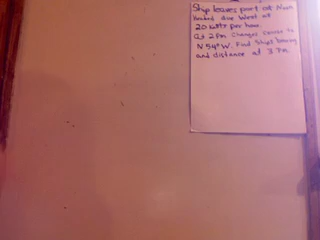 Ship leaves port at Noon
headed due West at
20 knots per hour.
At 2 Pm changes course to
N 54° W. Find Ships bearing
and distance at 3 Pm